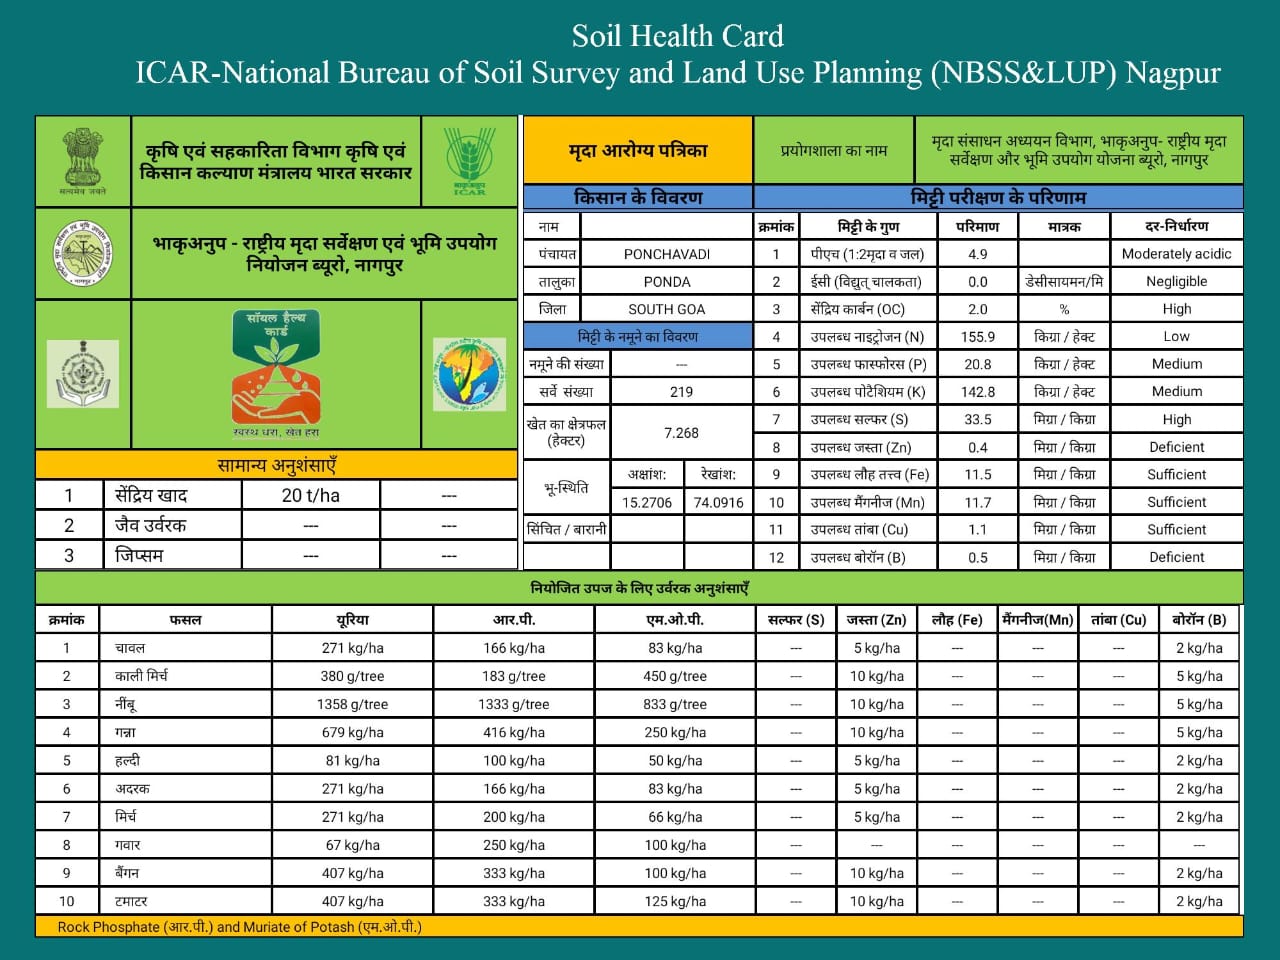 Soil Health Card
ICAR-National Bureau of Soil Survey and Land Use Planning (NBSS&LUP) Nagpur
सत्यमेव जयते
कृषि एवं सहकारिता विभाग कृषि एवं
किसान कल्याण मंत्रालय भारत सरकार
भाकृअनुप
ICAR
भाकृअनुप - राष्ट्रीय मृदा सर्वेक्षण एवं भूमि उपयोग
नियोजन ब्यूरो, नागपुर
सॉयल हैल्थ
कार्ड
स्वस्थ धरा, खेत हरा
सामान्य अनुशंसाएँ
1 सेंद्रिय खाद 20 t/ha ---
2 जैव उर्वरक --- ---
3 जिप्सम --- ---
मृदा आरोग्य पत्रिका
प्रयोगशाला का नाम
मृदा संसाधन अध्ययन विभाग, भाकृअनुप- राष्ट्रीय मृदा
सर्वेक्षण और भूमि उपयोग योजना ब्यूरो, नागपुर
किसान के विवरण
नाम
पंचायत PONCHAVADI
तालुका PONDA
जिला SOUTH GOA
मिट्टी के नमूने का विवरण
नमूने की संख्या ---
सर्वे संख्या 219
खेत का क्षेत्रफल
(हेक्टर)
7.268
भू-स्थिति
अक्षांश: रेखांश:
15.2706 74.0916
सिंचित / बारानी
मिट्टी परीक्षण के परिणाम
क्रमांक मिट्टी के गुण परिमाण मात्रक दर-निर्धारण
1 पीएच (1:2मृदा व जल) 4.9 Moderately acidic
2 ईसी (विद्युत् चालकता) 0.0 डेसीसायमन/मि Negligible
3 सेंद्रिय कार्बन (OC) 2.0 % High
4 उपलब्ध नाइट्रोजन (N) 155.9 किग्रा / हेक्ट Low
5 उपलब्ध फास्फोरस (P) 20.8 किग्रा / हेक्ट Medium
6 उपलब्ध पोटैशियम (K) 142.8 किग्रा / हेक्ट Medium
7 उपलब्ध सल्फर (S) 33.5 मिग्रा / किग्रा High
8 उपलब्ध जस्ता (Zn) 0.4 मिग्रा / किग्रा Deficient
9 उपलब्ध लौह तत्त्व (Fe) 11.5 मिग्रा / किग्रा Sufficient
10 उपलब्ध मैंगनीज (Mn) 11.7 मिग्रा / किग्रा Sufficient
11 उपलब्ध तांबा (Cu) 1.1 मिग्रा / किग्रा Sufficient
12 उपलब्ध बोरॉन (B) 0.5 मिग्रा / किग्रा Deficient
नियोजित उपज के लिए उर्वरक अनुशंसाएँ
क्रमांक फसल यूरिया आर.पी. एम.ओ.पी. सल्फर (S) जस्ता (Zn) लौह (Fe) मैंगनीज(Mn) तांबा (Cu) बोरॉन (B)
1 चावल 271 kg/ha 166 kg/ha 83 kg/ha --- 5 kg/ha --- --- --- 2 kg/ha
2 काली मिर्च 380 g/tree 183 g/tree 450 g/tree --- 10 kg/ha --- --- --- 5 kg/ha
3 नींबू 1358 g/tree 1333 g/tree 833 g/tree --- 10 kg/ha --- --- --- 5 kg/ha
4 गन्ना 679 kg/ha 416 kg/ha 250 kg/ha --- 10 kg/ha --- --- --- 5 kg/ha
5 हल्दी 81 kg/ha 100 kg/ha 50 kg/ha --- 5 kg/ha --- --- --- 2 kg/ha
6 अदरक 271 kg/ha 166 kg/ha 83 kg/ha --- 5 kg/ha --- --- --- 2 kg/ha
7 मिर्च 271 kg/ha 200 kg/ha 66 kg/ha --- 5 kg/ha --- --- --- 2 kg/ha
8 गवार 67 kg/ha 250 kg/ha 100 kg/ha --- --- --- --- --- ---
9 बैंगन 407 kg/ha 333 kg/ha 100 kg/ha --- 10 kg/ha --- --- --- 2 kg/ha
10 टमाटर 407 kg/ha 333 kg/ha 125 kg/ha --- 10 kg/ha --- --- --- 2 kg/ha
Rock Phosphate (आर.पी.) and Muriate of Potash (एम.ओ.पी.)